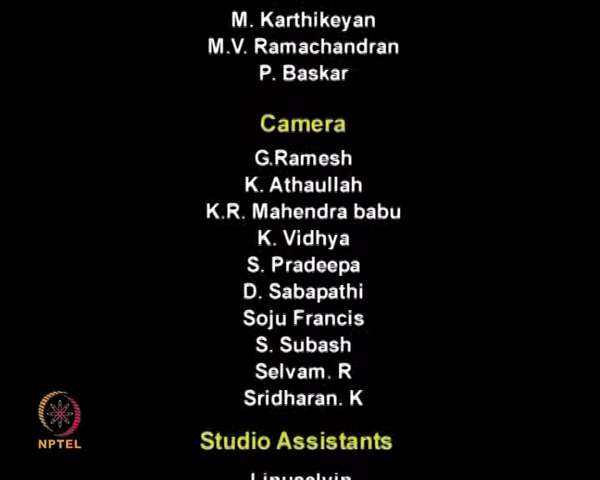 M. Karthikeyan
M.V. Ramachandran
P. Baskar
Camera
G.Ramesh
K. Athaullah
K.R. Mahendra babu
K. Vidhya
S. Pradeepa
D. Sabapathi
Soju Francis
S. Subash
Selvam. R
Sridharan. K
NPTEL
Studio Assistants